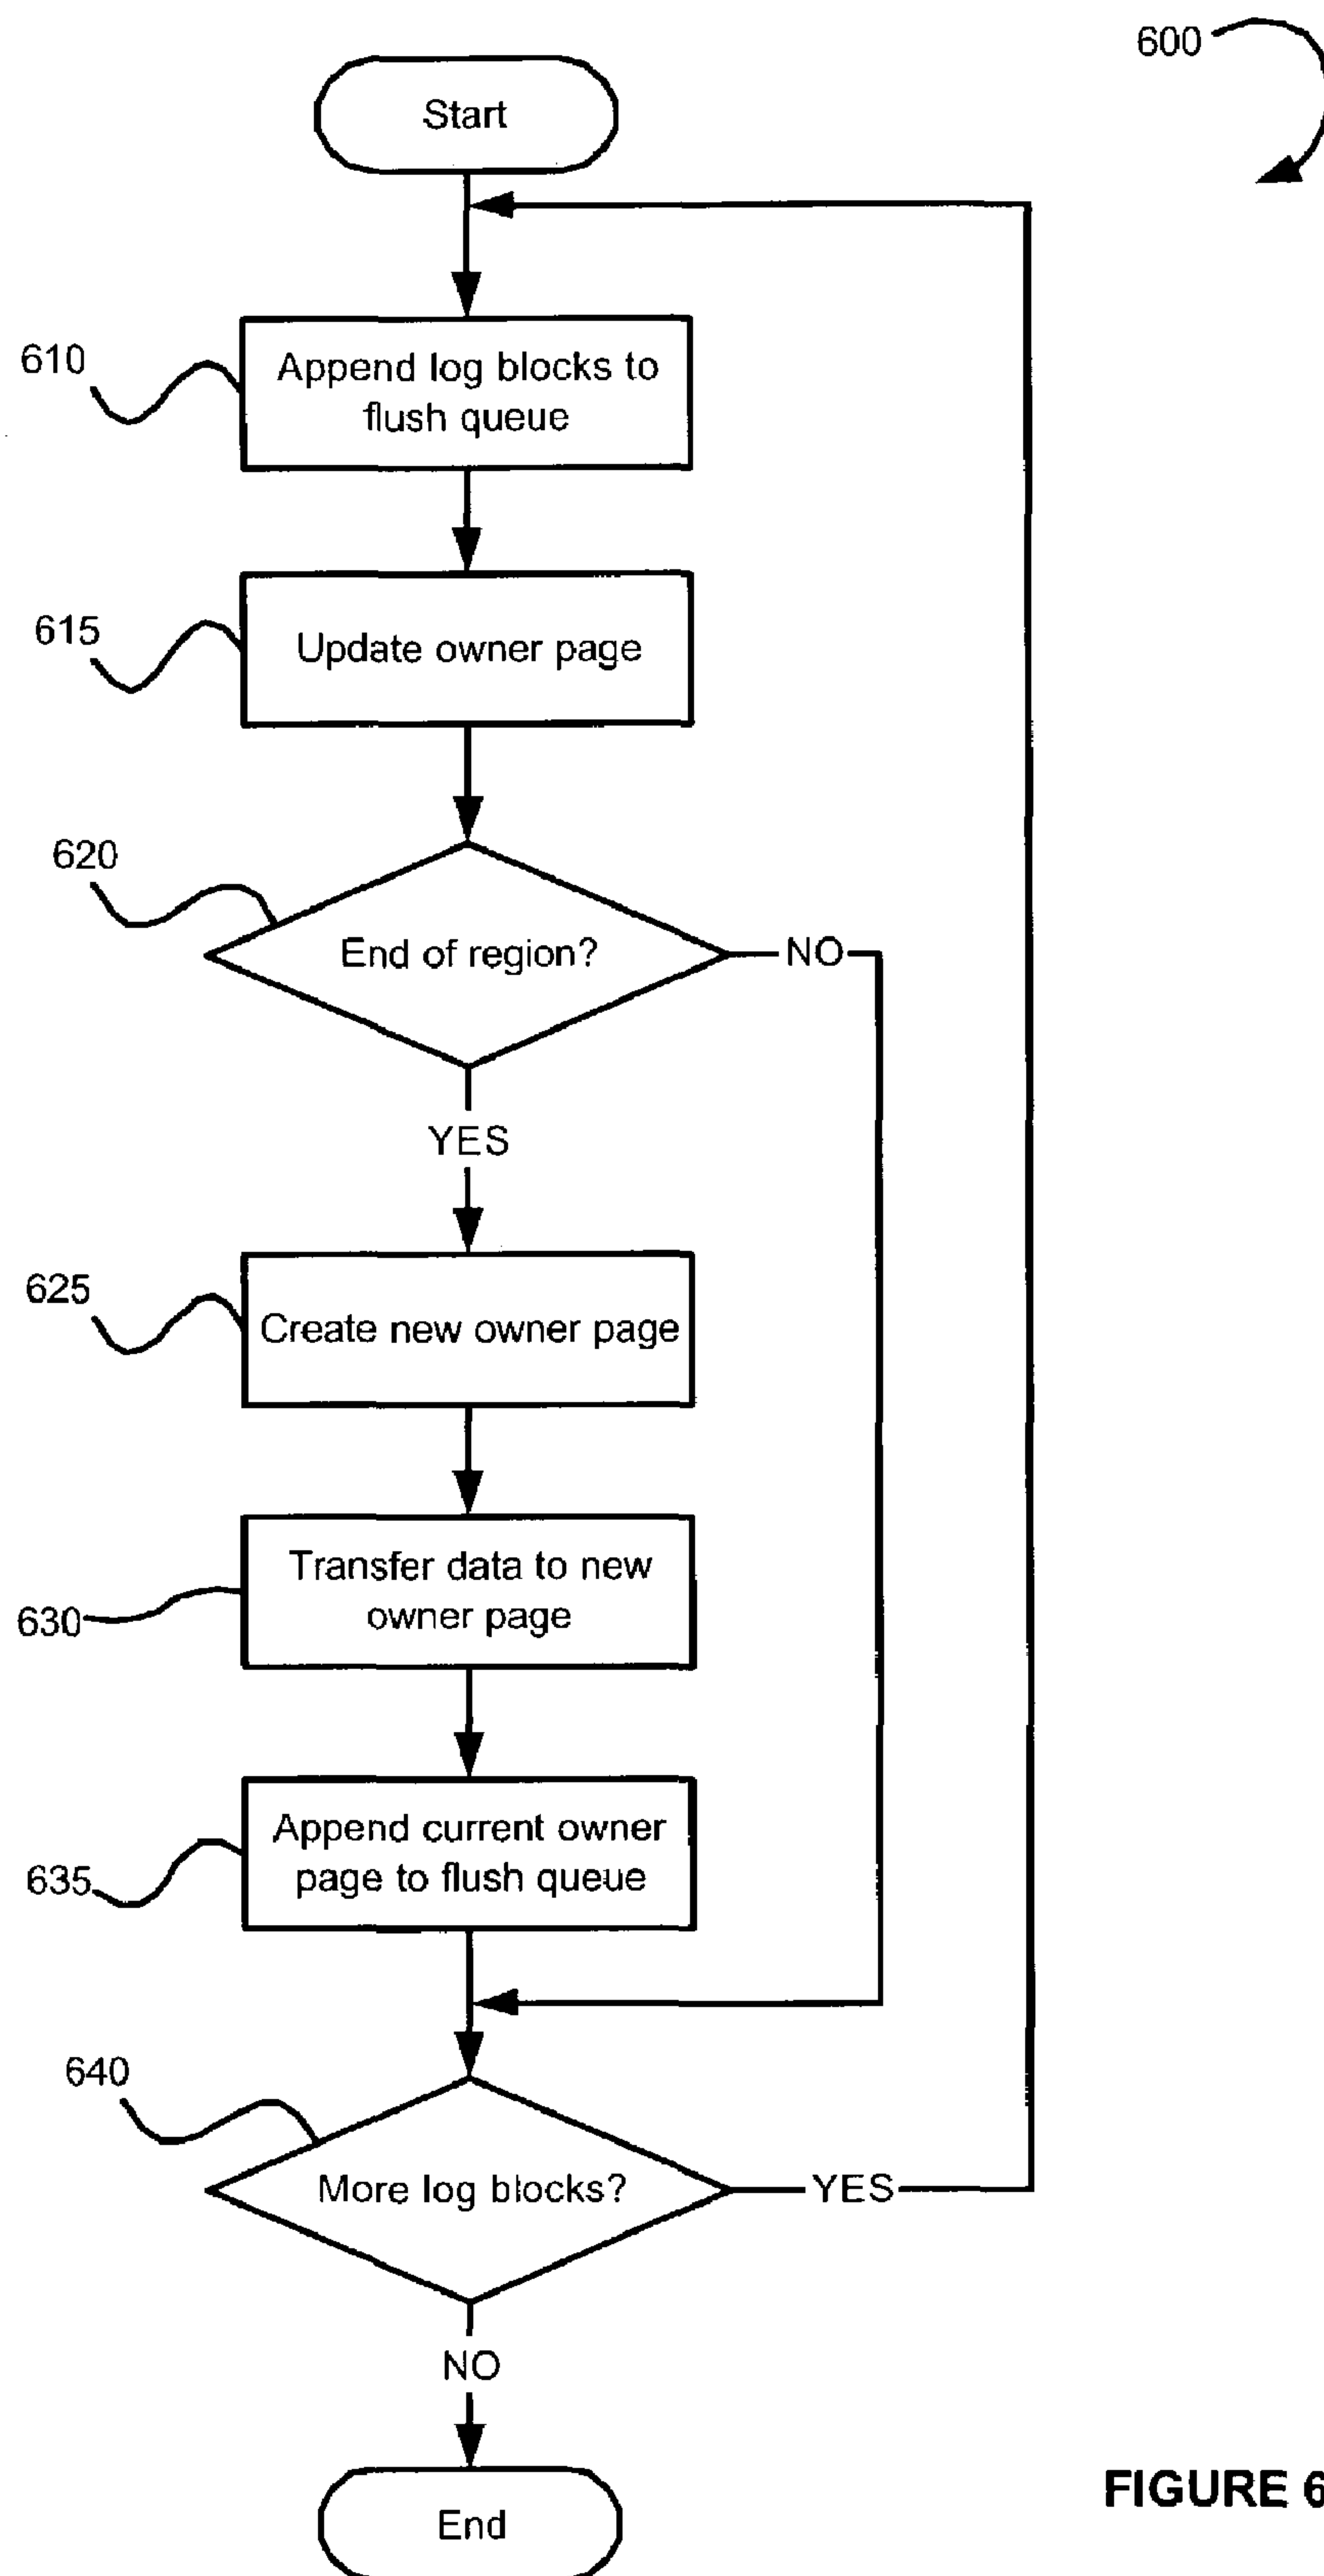 600
Start
610
Append log blocks to
flush queue
615
Update owner page
620
End of region?
NO
YES
625
Create new owner page
630
Transfer data to new
owner page
635
Append current owner
page to flush queue
640
More log blocks?
YES
NO
End
FIGURE 6